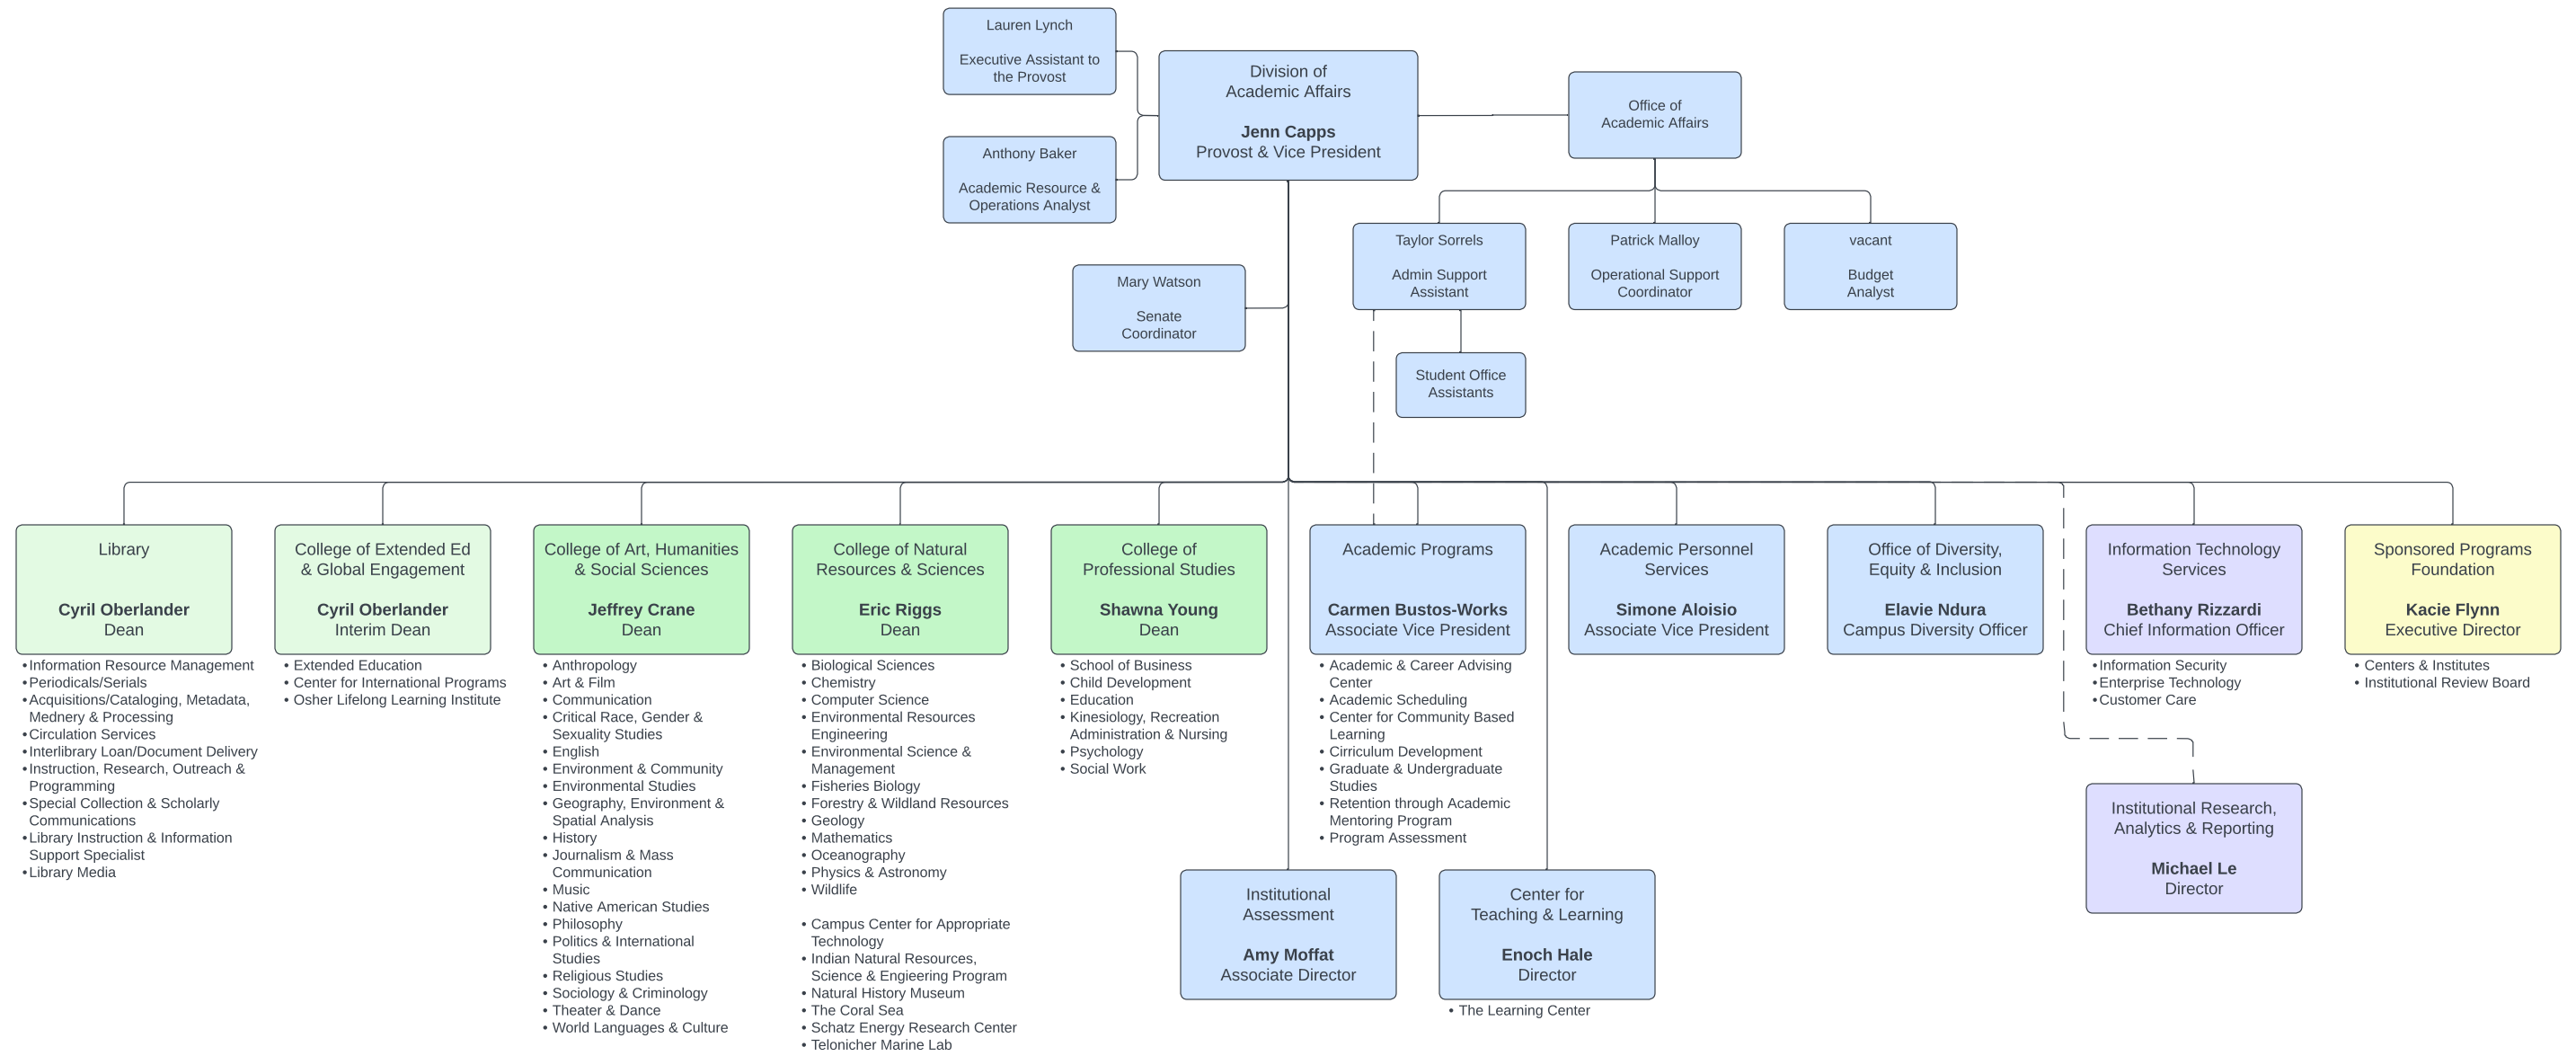 Lauren Lynch
Executive Assistant to
the Provost
Division of
Academic Affairs
Jenn Capps
Provost & Vice President
Office of
Academic Affairs
Anthony Baker
Academic Resource &
Operations Analyst
Taylor Sorrels
Admin Support
Assistant
Patrick Malloy
Operational Support
Coordinator
vacant
Budget
Analyst
Mary Watson
Senate
Coordinator
Student Office
Assistants
Library
Cyril Oberlander
Dean
• Information Resource Management
• Periodicals/Serials
• Acquisitions/Cataloging, Metadata,
Mednery & Processing
• Circulation Services
• Interlibrary Loan/Document Delivery
• Instruction, Research, Outreach &
Programming
• Special Collection & Scholarly
Communications
• Library Instruction & Information
Support Specialist
• Library Media
College of Extended Ed
& Global Engagement
Cyril Oberlander
Interim Dean
• Extended Education
• Center for International Programs
• Osher Lifelong Learning Institute
College of Art, Humanities
& Social Sciences
Jeffrey Crane
Dean
• Anthropology
• Art & Film
• Communication
• Critical Race, Gender &
Sexuality Studies
• English
• Environment & Community
• Environmental Studies
• Geography, Environment &
Spatial Analysis
• History
• Journalism & Mass
Communication
• Music
• Native American Studies
• Philosophy
• Politics & International
Studies
• Religious Studies
• Sociology & Criminology
• Theater & Dance
• World Languages & Culture
College of Natural
Resources & Sciences
Eric Riggs
Dean
• Biological Sciences
• Chemistry
• Computer Science
• Environmental Resources
Engineering
• Environmental Science &
Management
• Fisheries Biology
• Forestry & Wildland Resources
• Geology
• Mathematics
• Oceanography
• Physics & Astronomy
• Wildlife
• Campus Center for Appropriate
Technology
• Indian Natural Resources,
Science & Engieering Program
• Natural History Museum
• The Coral Sea
• Schatz Energy Research Center
• Telonicher Marine Lab
College of
Professional Studies
Shawna Young
Dean
• School of Business
• Child Development
• Education
• Kinesiology, Recreation
Administration & Nursing
• Psychology
• Social Work
Institutional
Assessment
Amy Moffat
Associate Director
Academic Programs
Carmen Bustos-Works
Associate Vice President
• Academic & Career Advising
Center
• Academic Scheduling
• Center for Community Based
Learning
• Cirriculum Development
• Graduate & Undergraduate
Studies
• Retention through Academic
Mentoring Program
• Program Assessment
Center for
Teaching & Learning
Enoch Hale
Director
• The Learning Center
Academic Personnel
Services
Simone Aloisio
Associate Vice President
Office of Diversity,
Equity & Inclusion
Elavie Ndura
Campus Diversity Officer
Information Technology
Services
Bethany Rizzardi
Chief Information Officer
• Information Security
• Enterprise Technology
• Customer Care
Institutional Research,
Analytics & Reporting
Michael Le
Director
Sponsored Programs
Foundation
Kacie Flynn
Executive Director
• Centers & Institutes
• Institutional Review Board